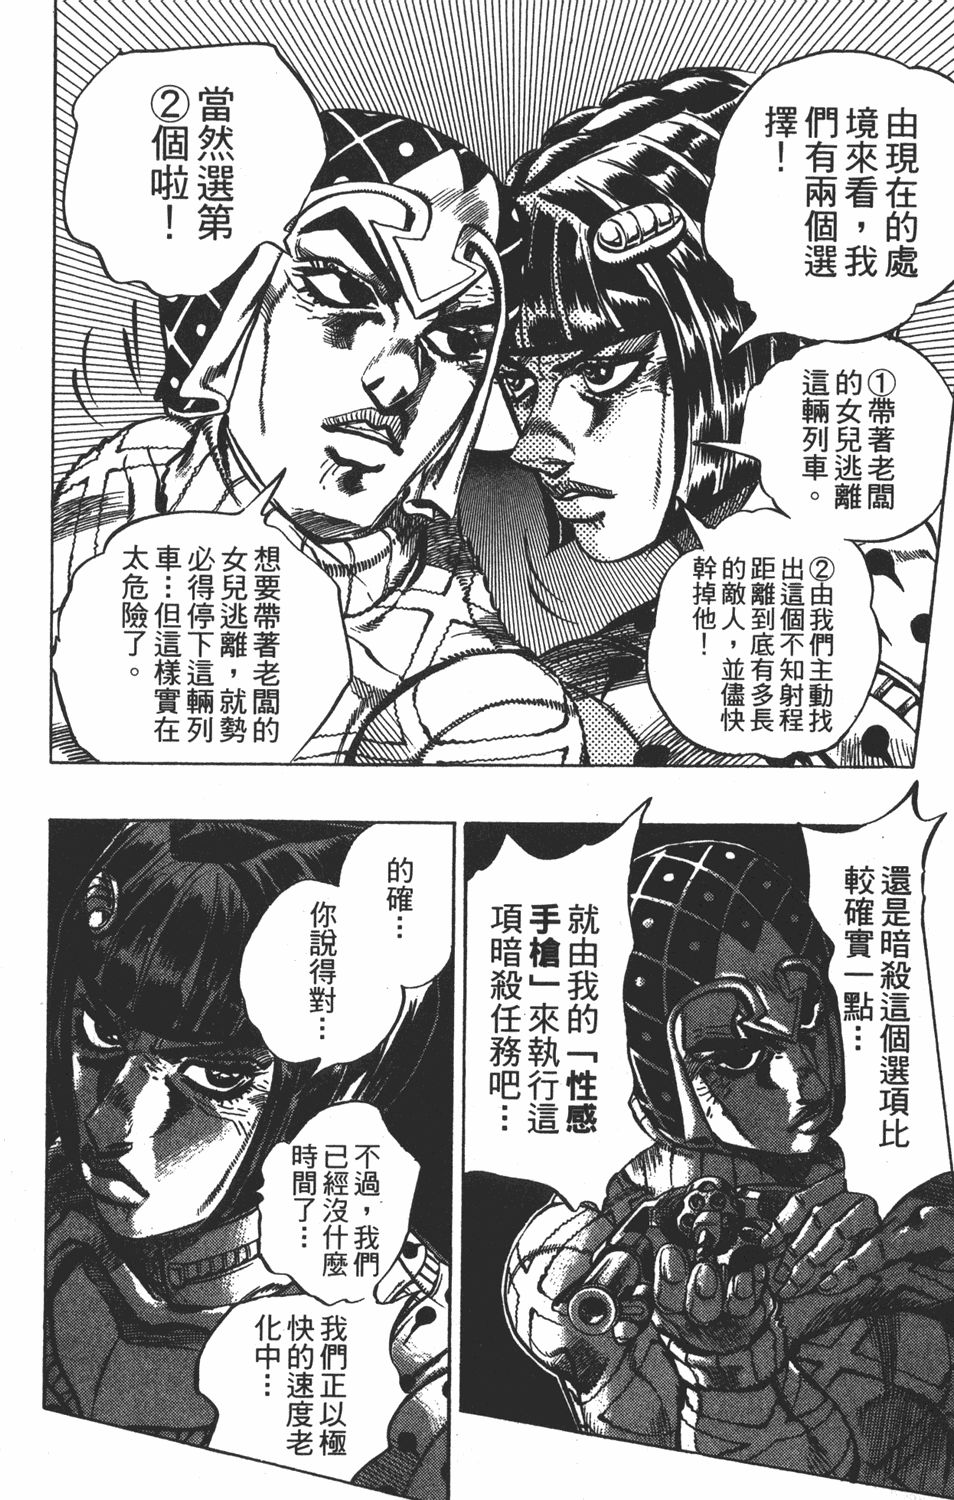 由現在的處
境來看，我
們有兩個選
擇！
①帶著老闆
的女兒逃離
這輛列車。
②由我們主動找
出這個不知射程
距離到底有多長
的敵人，並儘快
幹掉他！
當然選第
②個啦！
想要帶著老闆的
女兒逃離，就勢
必得停下這輛列
車…但這樣實在
太危險了。
還是暗殺這個選項比
較確實一點…
就由我的「性感
手槍」來執行這
項暗殺任務吧…
的確…
你說得對…
不過，我們
已經沒什麼
時間了…
我們正以極
快的速度老
化中…